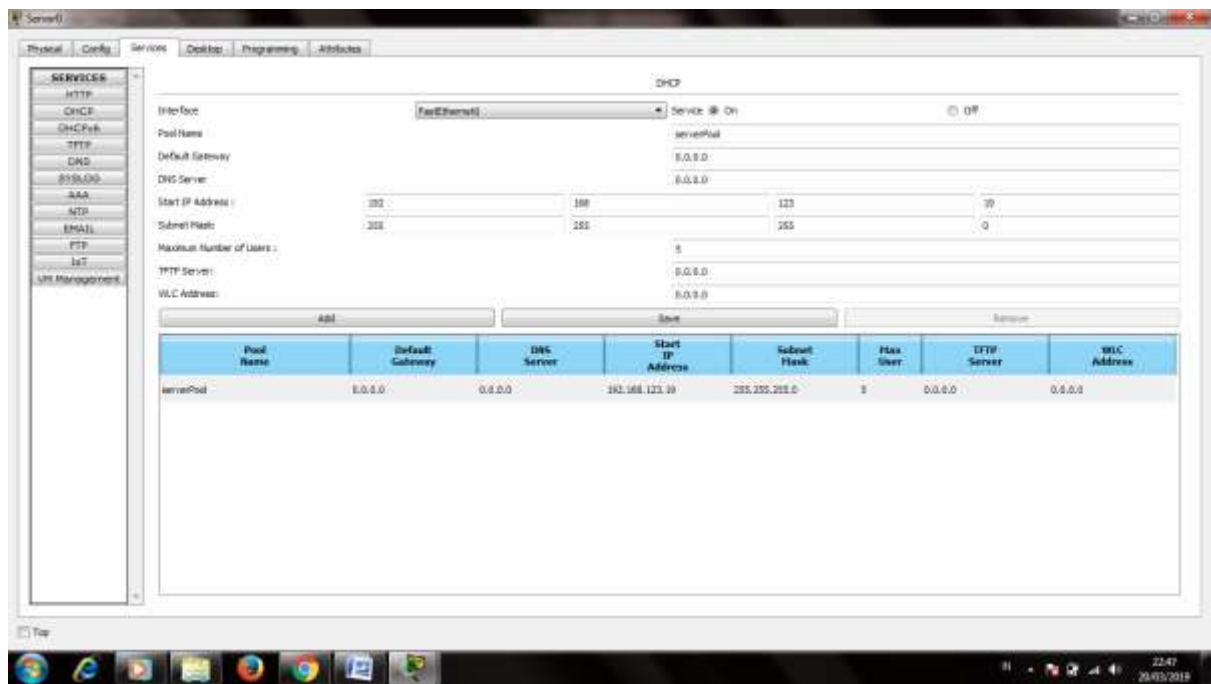 Server0
Physical Config Services Desktop Programming Attributes
SERVICES
HTTP
DHCP
DHCPv6
TFTP
DNS
SYSLOG
AAA
NTP
EMAIL
FTP
IoT
VM Management
DHCP
Interface FastEthernet0 Service On Off
Pool Name serverPool
Default Gateway 0.0.0.0
DNS Server 0.0.0.0
Start IP Address : 192 168 123
Subnet Mask: 255 255 255 0
Maximum Number of Users : 5
TFTP Server: 0.0.0.0
WLC Address: 0.0.0.0
Add Save Remove
Pool Name Default Gateway DNS Server Start IP Address Subnet Mask Max User TFTP Server WLC Address
serverPool 0.0.0.0 0.0.0.0 255.255.255.0 5 0.0.0.0 0.0.0.0
Top
22:47
20/03/2019